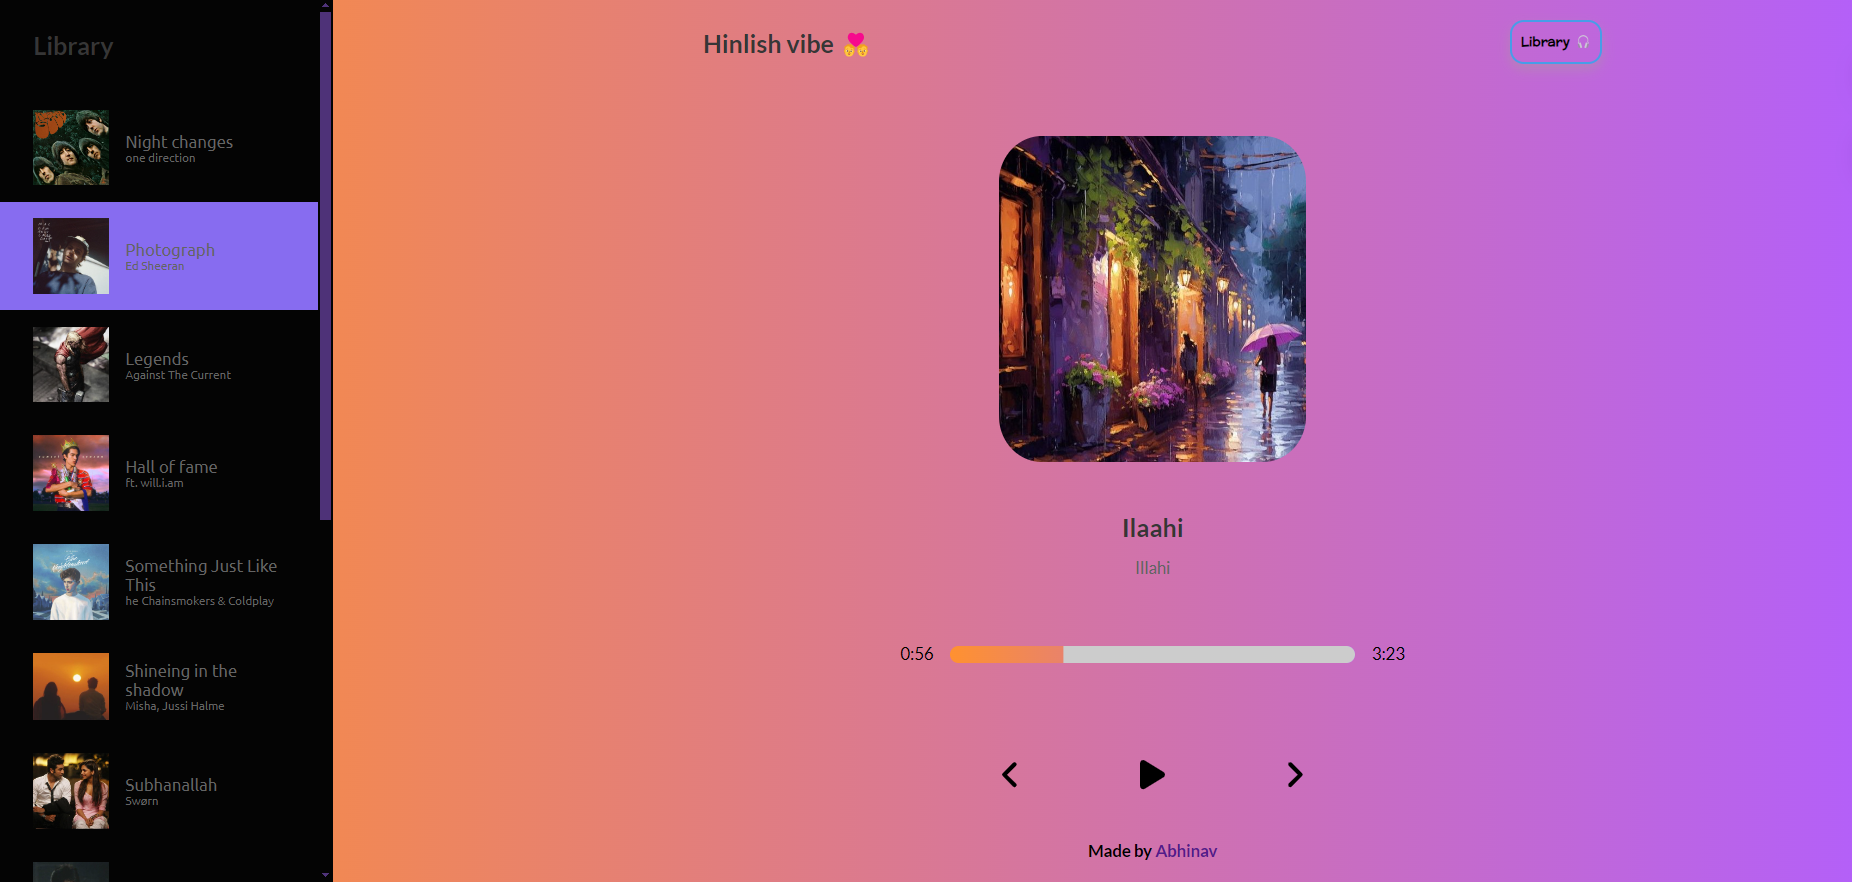 Library
Night changes
one direction
Photograph
Ed Sheeran
Legends
Against The Current
Hall of fame
ft. will.i.am
Something Just Like
This
he Chainsmokers & Coldplay
Shineing in the
shadow
Misha, Jussi Halme
Subhanallah
Swørn
Hinlish vibe
Library
Ilaahi
Illahi
0:56
3:23
Made by Abhinav